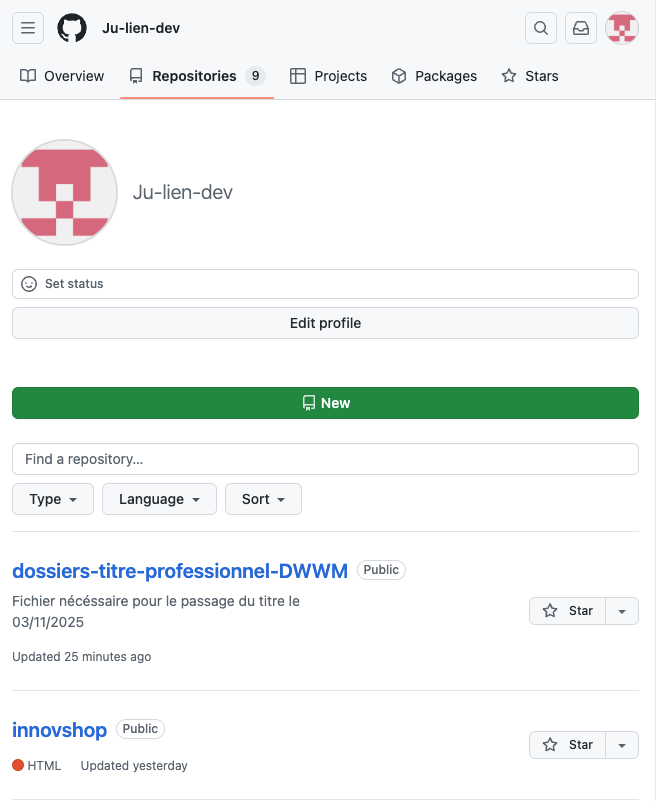 Ju-lien-dev
Overview Repositories 9 Projects Packages Stars
Ju-lien-dev
Set status
Edit profile
New
Find a repository...
Type Language Sort
dossiers-titre-professionnel-DWWM Public
Fichier nécéssaire pour le passage du titre le
03/11/2025
Star
Updated 25 minutes ago
innovshop Public
Star
HTML Updated yesterday